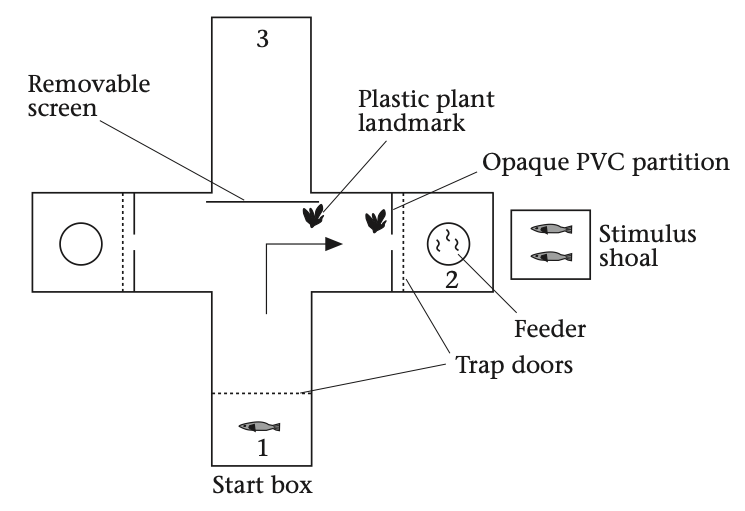 3
Removable
screen
Plastic plant
landmark
Opaque PVC partition
Stimulus
shoal
2
Feeder
Trap doors
1
Start box